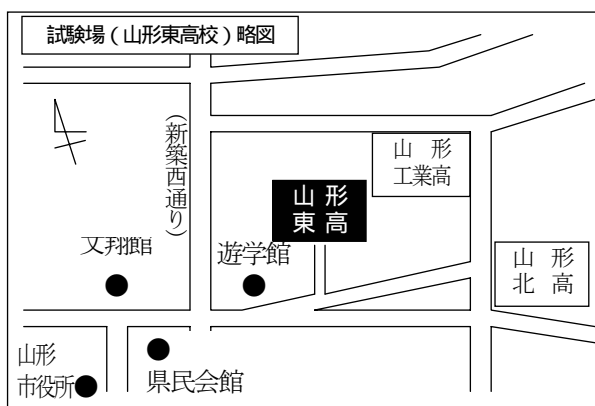 試験場(山形東高校)略図
(新築西通り)
山形
工業高
山形
東高
文翔館
遊学館
山形
北高
山形
市役所
県民会館